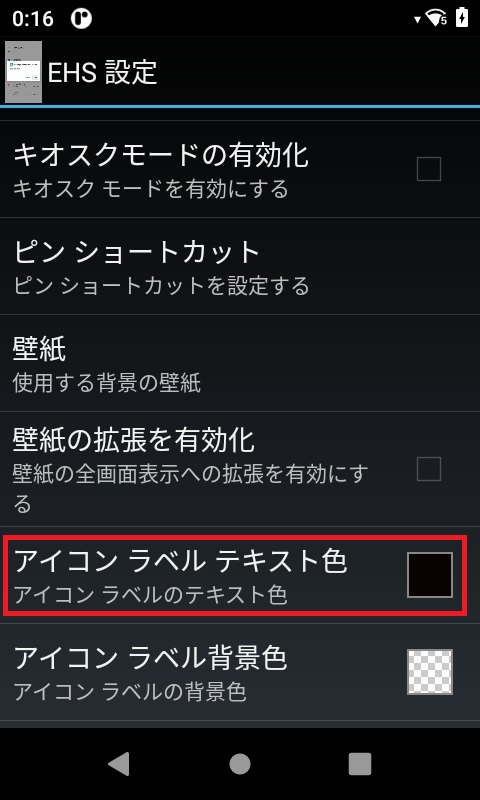 0:16
5
EHS 設定
キオスクモードの有効化
キオスク モードを有効にする
ピン ショートカット
ピン ショートカットを設定する
壁紙
使用する背景の壁紙
壁紙の拡張を有効化
壁紙の全画面表示への拡張を有効にす
る
アイコン ラベル テキスト色
アイコン ラベルのテキスト色
アイコン ラベル背景色
アイコン ラベルの背景色